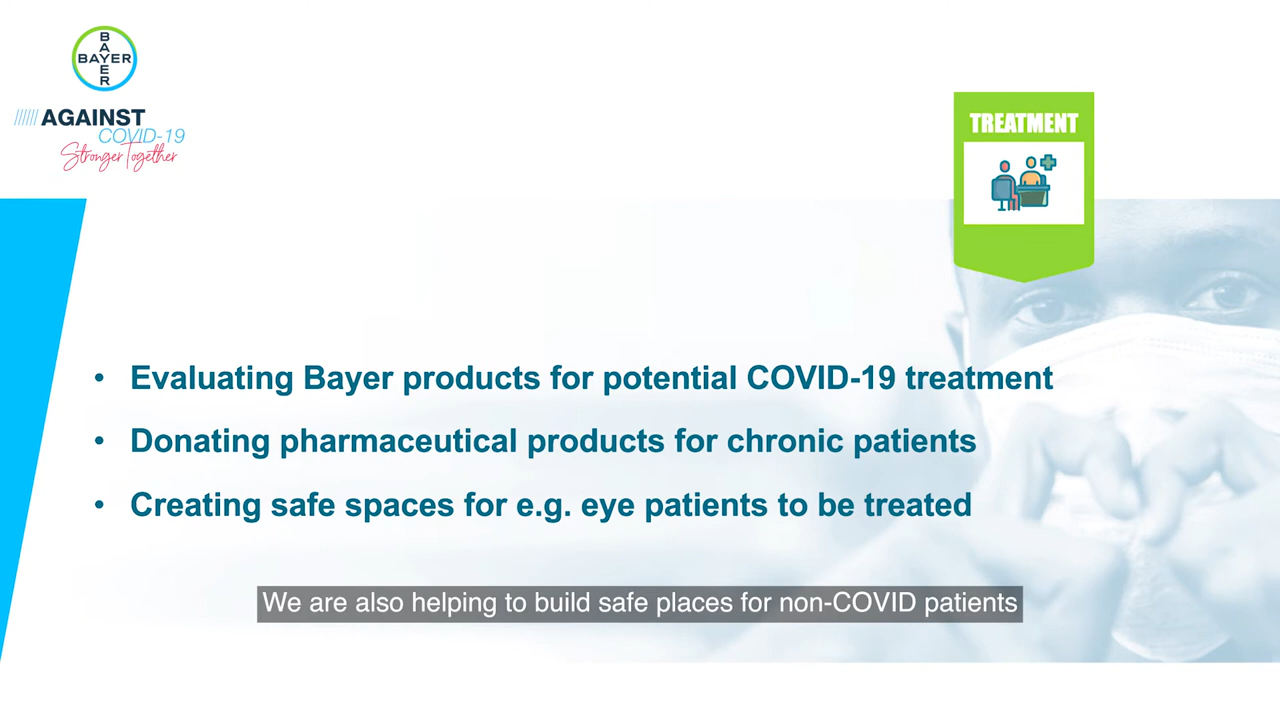 BAYER
BAYER
AGAINST
COVID-19
Stronger Together
TREATMENT
• Evaluating Bayer products for potential COVID-19 treatment
• Donating pharmaceutical products for chronic patients
• Creating safe spaces for e.g. eye patients to be treated
We are also helping to build safe places for non-COVID patients